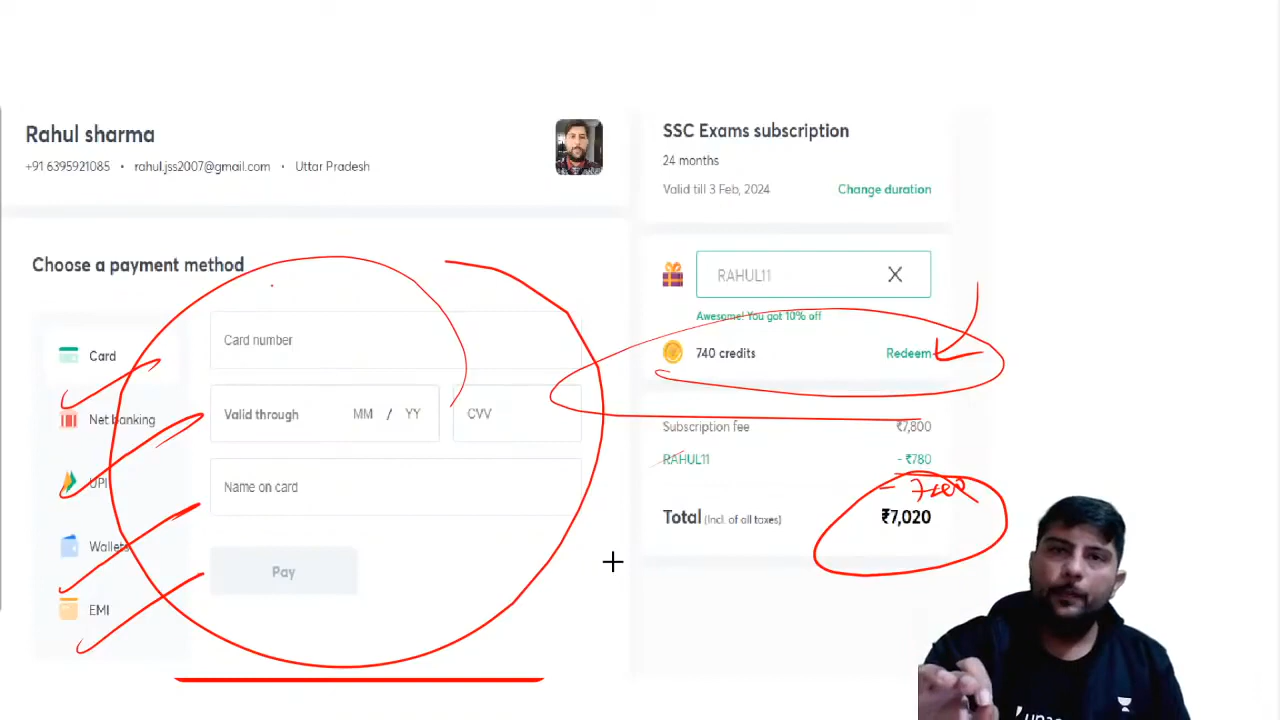 Rahul sharma
+91 6395921085 • rahul.jss2007@gmail.com • Uttar Pradesh
Choose a payment method
Card
Net banking
UPI
Wallets
EMI
Card number
Valid through MM / YY CVV
Name on card
Pay
SSC Exams subscription
24 months
Valid till 3 Feb, 2024 Change duration
RAHUL11 X
Awesome! You got 10% off
740 credits Redeem
Subscription fee ₹7,800
RAHUL11 - ₹780
Total (Incl. of all taxes) ₹7,020